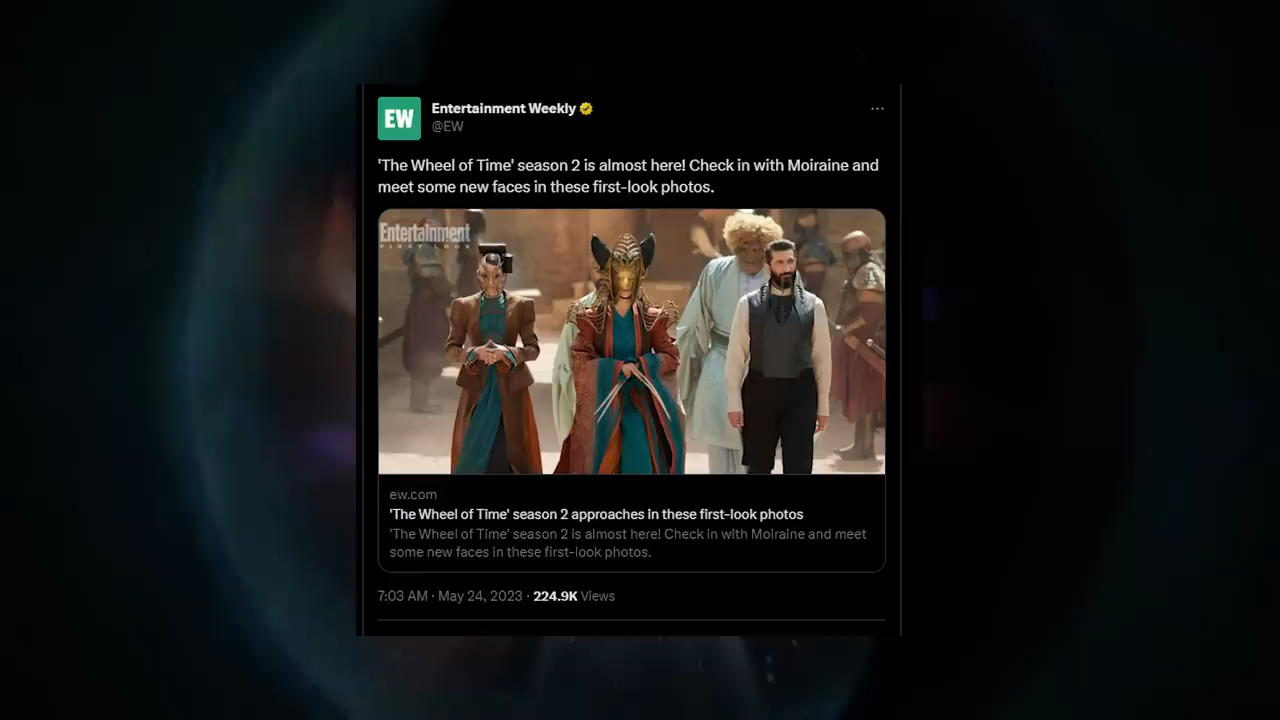 EW
Entertainment Weekly
@EW
'The Wheel of Time' season 2 is almost here! Check in with Moiraine and
meet some new faces in these first-look photos.
Entertainment
FIRST LOOK
ew.com
'The Wheel of Time' season 2 approaches in these first-look photos
'The Wheel of Time' season 2 is almost here! Check in with Moiraine and meet
some new faces in these first-look photos.
7:03 AM · May 24, 2023 · 224.9K Views